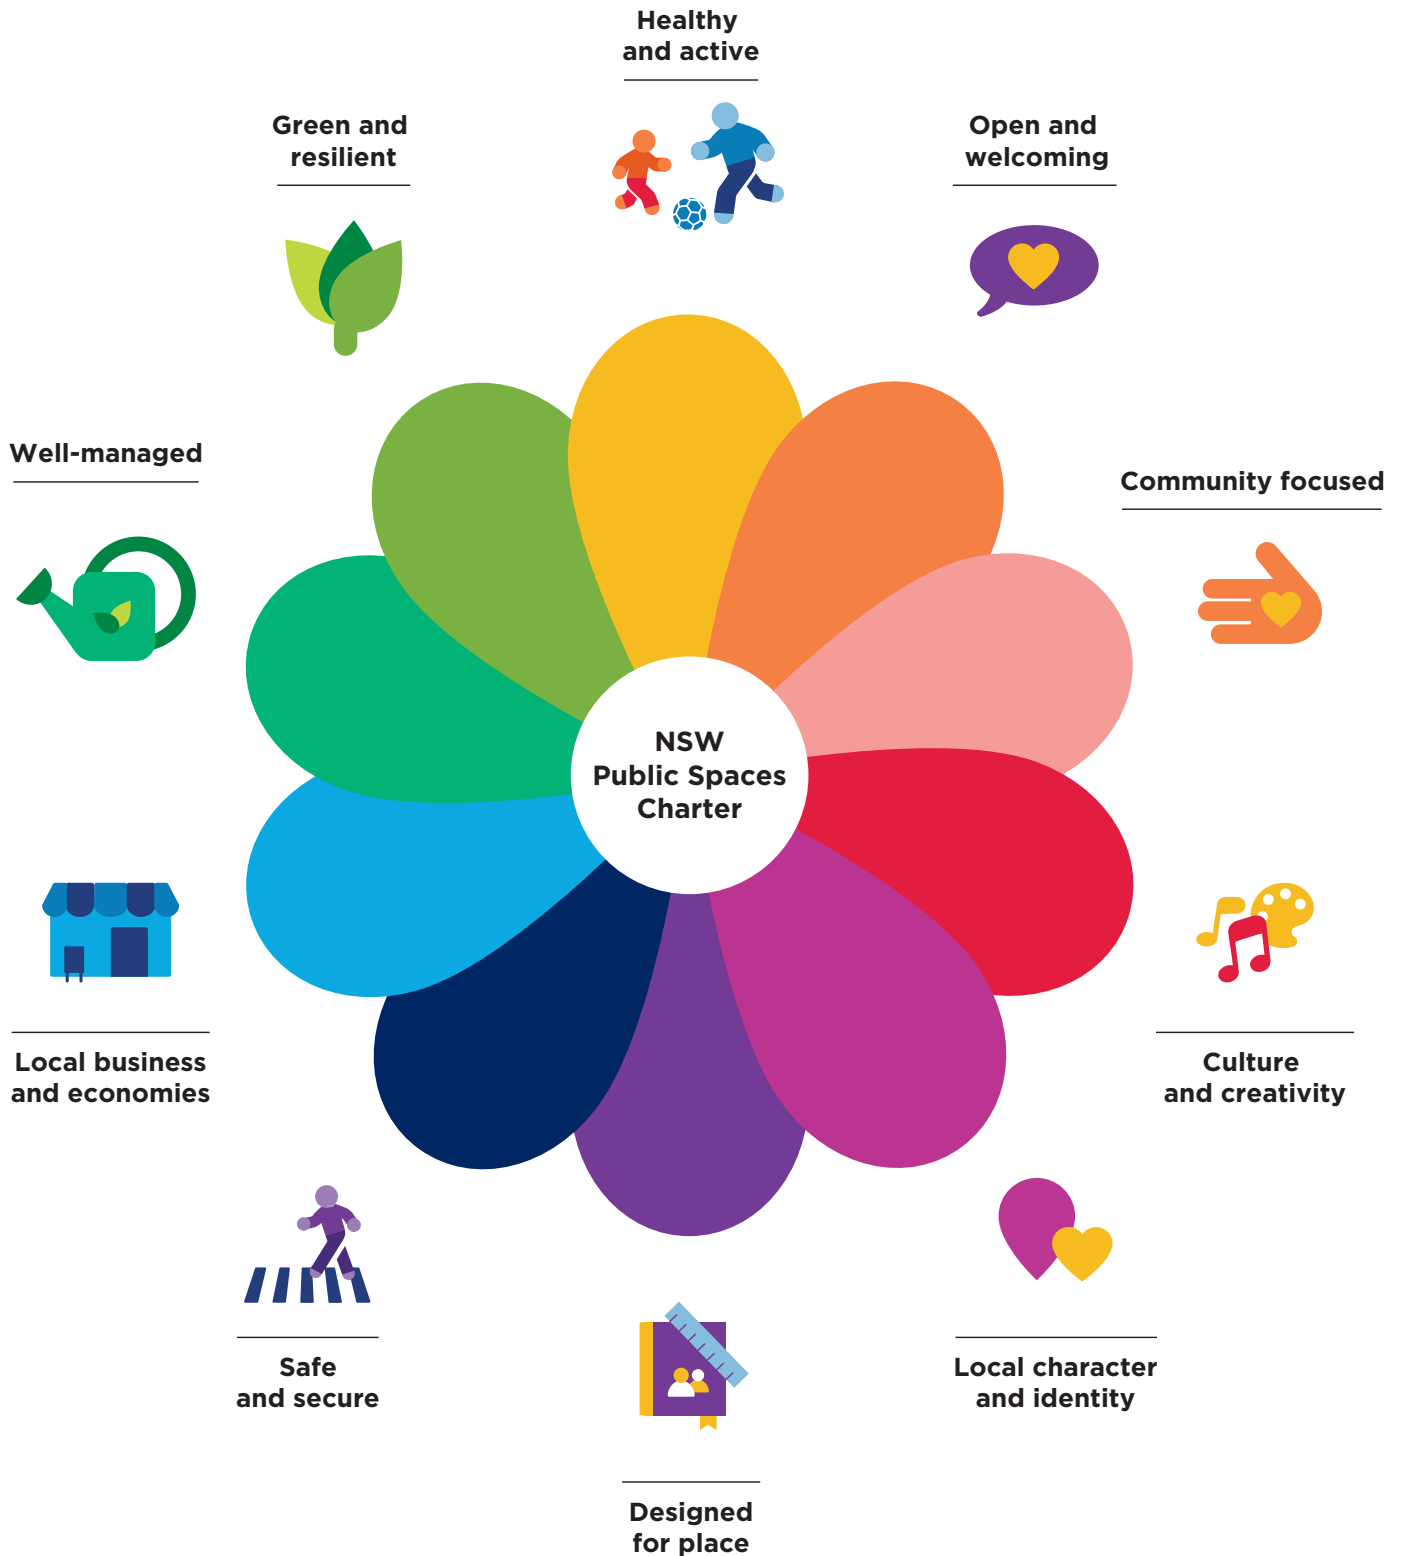 Healthy
and active
Open and
welcoming
Community focused
Culture
and creativity
Local character
and identity
Designed
for place
Safe
and secure
Local business
and economies
Well-managed
Green and
resilient
NSW
Public Spaces
Charter